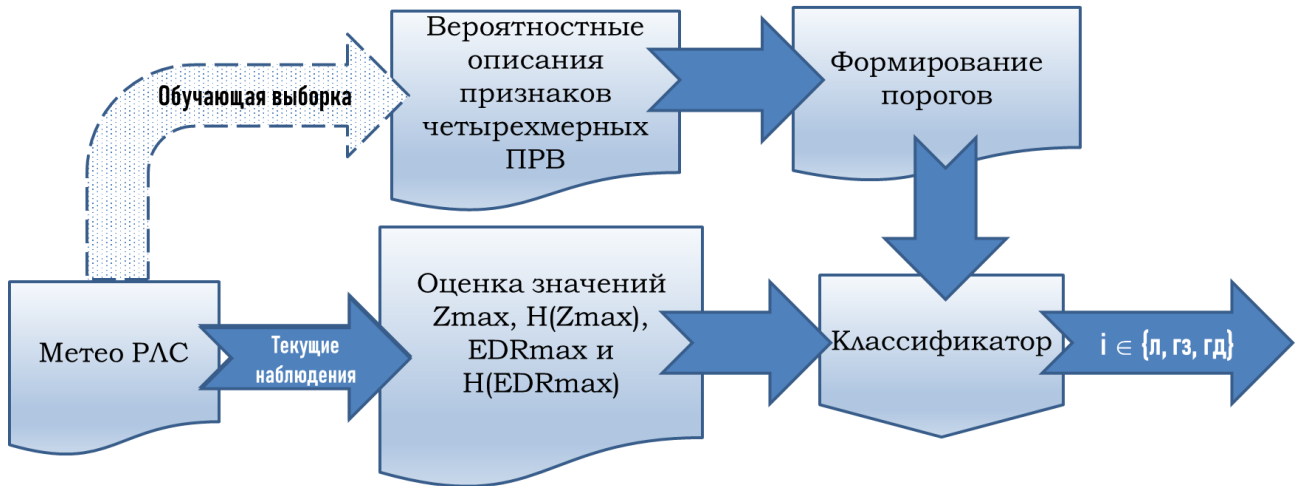 Вероятностные
описания
признаков
четырехмерных
ПРВ
Формирование
порогов
Обучающая выборка
Метео РЛС
Текущие
наблюдения
Оценка значений
Zmax, H(Zmax),
EDRmax и
H(EDRmax)
Классификатор
i ∈ {л, гз, гд}